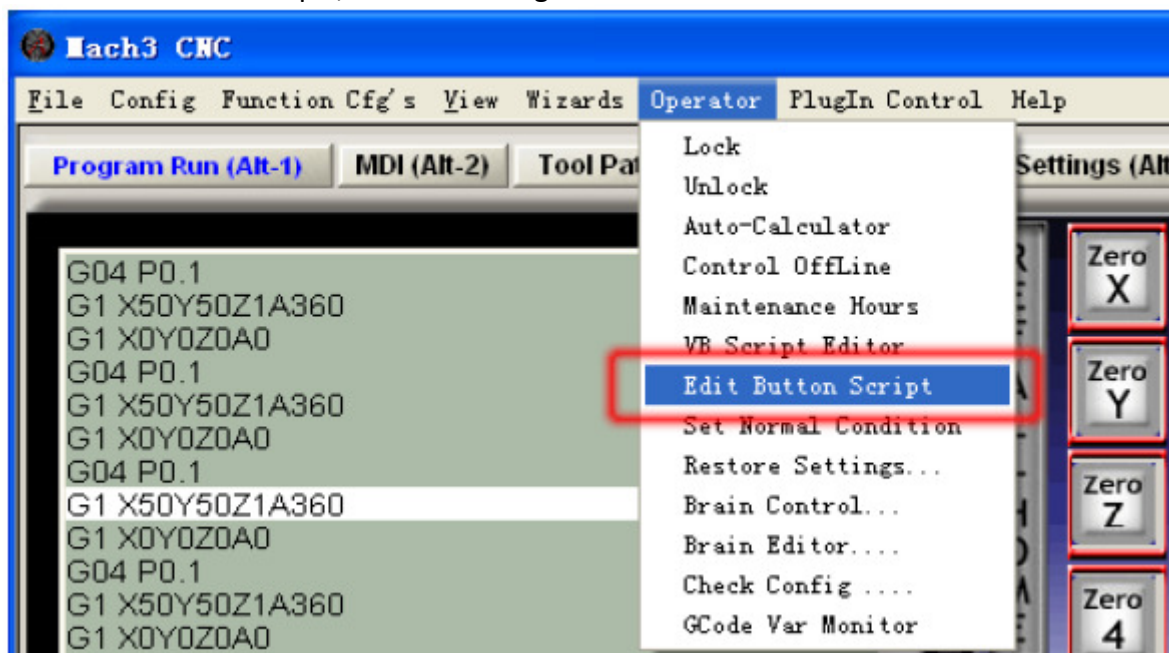 Mach3 CNC
File Config Function Cfg's View Wizards Operator PlugIn Control Help
Program Run (Alt-1) MDI (Alt-2) Tool Settings (Alt
Lock
Unlock
Auto-Calculator
Control OffLine
Maintenance Hours
VB Script Editor
Edit Button Script
Set Normal Condition
Restore Settings...
Brain Control...
Brain Editor....
Check Config ....
GCode Var Monitor
G04 P0.1
G1 X50Y50Z1A360
G1 X0Y0Z0A0
G04 P0.1
G1 X50Y50Z1A360
G1 X0Y0Z0A0
G04 P0.1
G1 X50Y50Z1A360
G1 X0Y0Z0A0
G04 P0.1
G1 X50Y50Z1A360
G1 X0Y0Z0A0
Zero
X
Zero
Y
Zero
Z
Zero
4